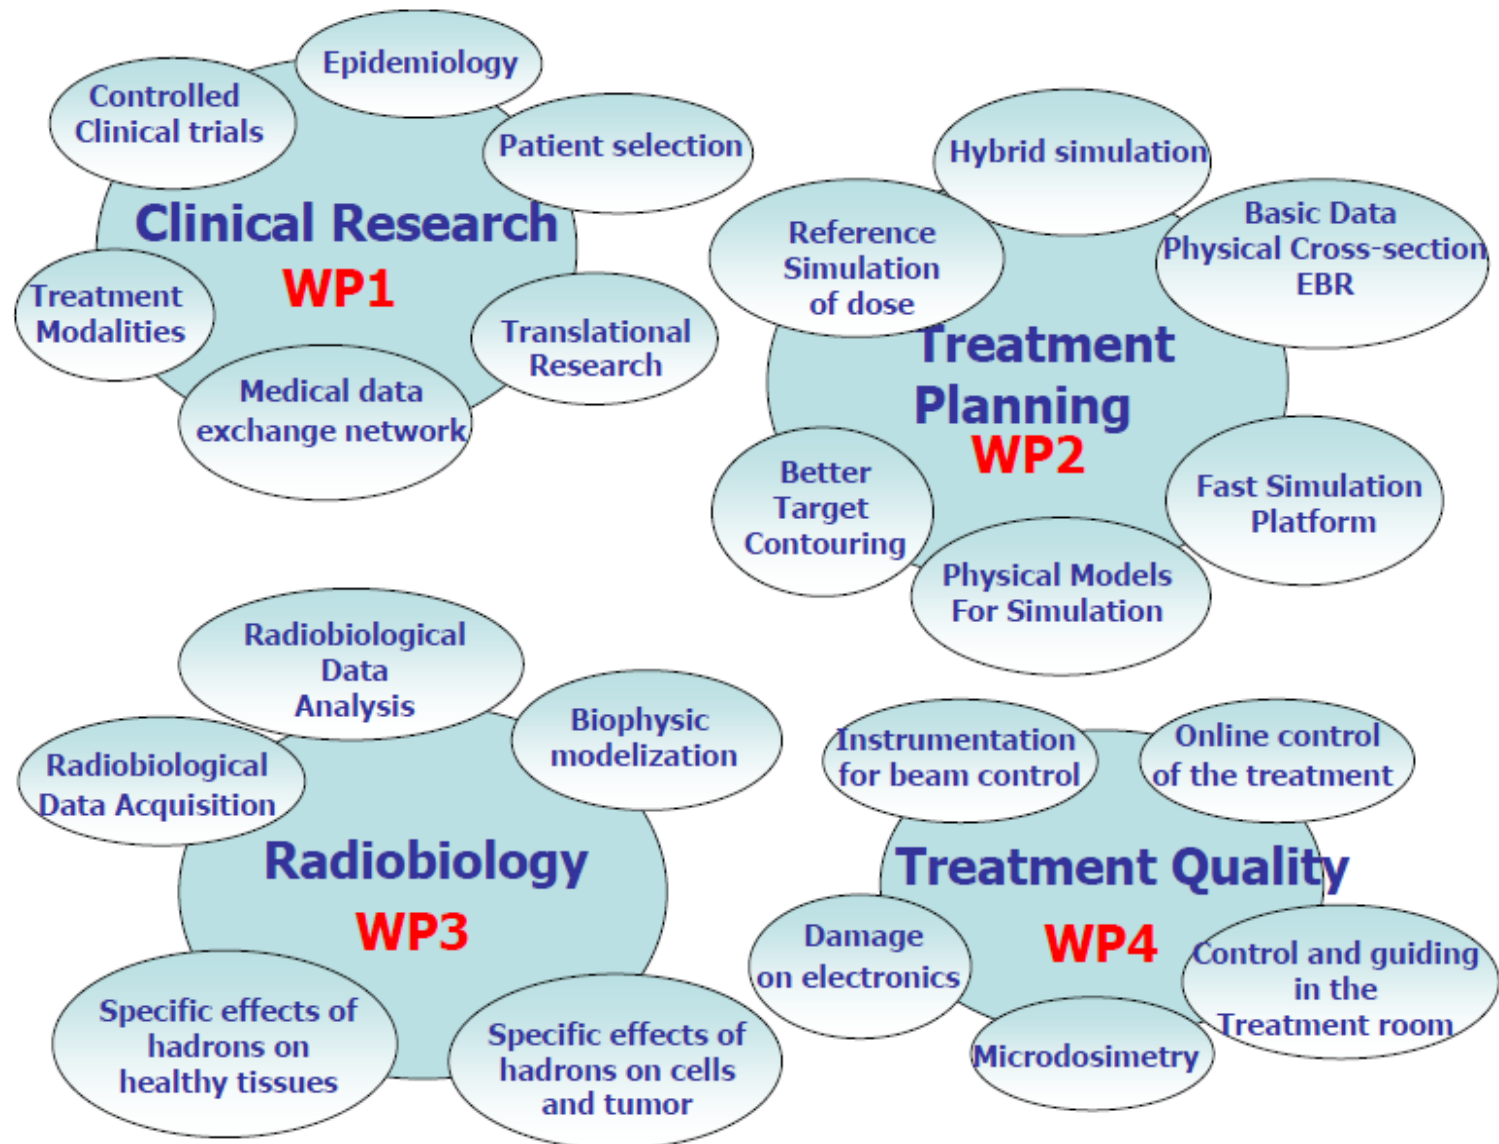 Epidemiology
Controlled
Clinical trials
Patient selection
Clinical Research
WP1
Treatment
Modalities
Translational
Research
Medical data
exchange network
Hybrid simulation
Reference
Simulation
of dose
Basic Data
Physical Cross-section
EBR
Treatment
Planning
WP2
Better
Target
Contouring
Fast Simulation
Platform
Physical Models
For Simulation
Radiobiological
Data
Analysis
Biophysic
modelization
Radiobiological
Data Acquisition
Radiobiology
WP3
Specific effects of
hadrons on
healthy tissues
Specific effects of
hadrons on cells
and tumor
Instrumentation
for beam control
Online control
of the treatment
Treatment Quality
WP4
Damage
on electronics
Control and guiding
in the
Treatment room
Microdosimetry